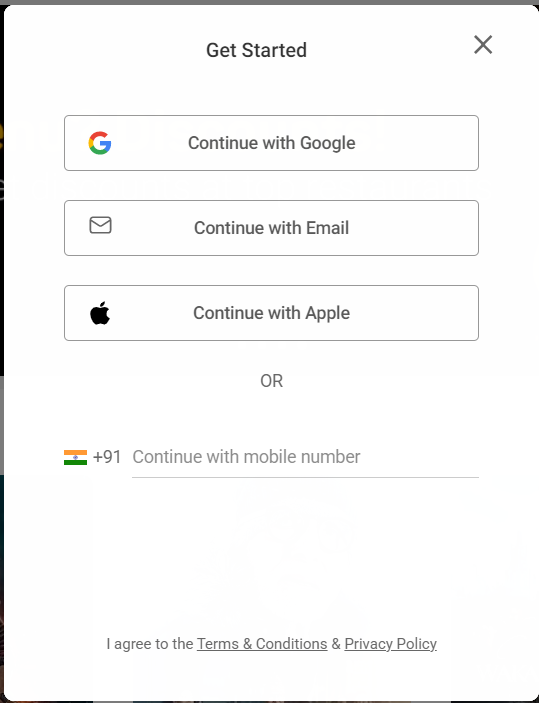 Get Started
Continue with Google
Continue with Email
Continue with Apple
OR
+91 Continue with mobile number
I agree to the Terms & Conditions & Privacy Policy